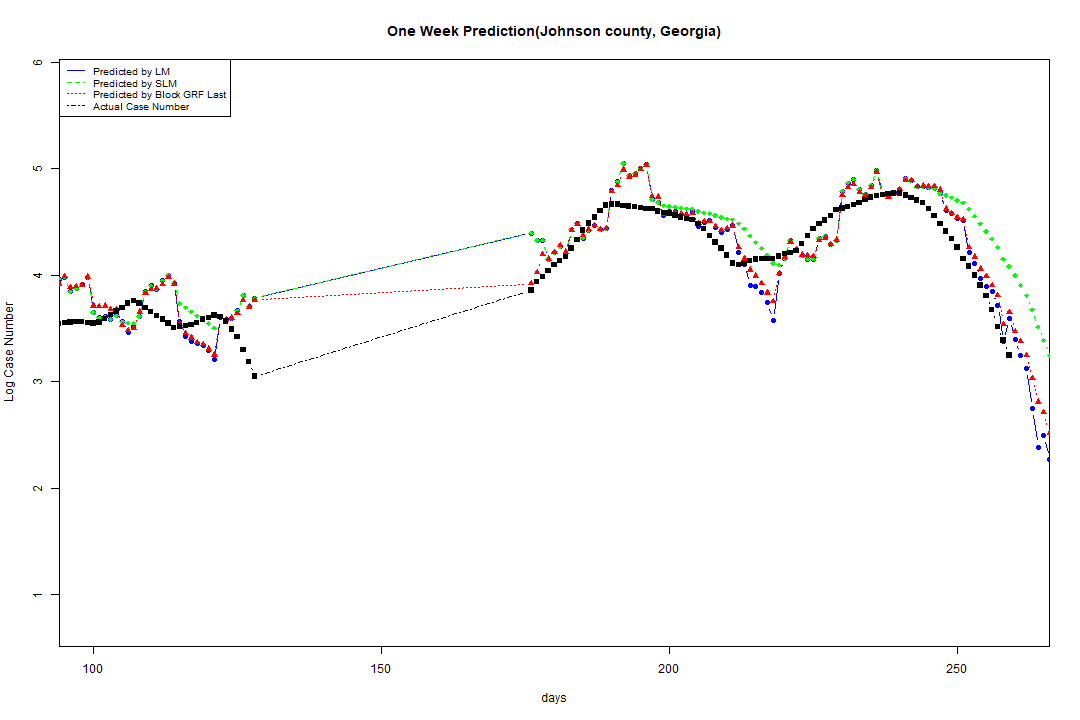 One Week Prediction(Johnson county, Georgia)
Predicted by LM
Predicted by SLM
Predicted by Block GRF Last
Actual Case Number
6
5
4
3
2
1
Log Case Number
100
150
200
250
days